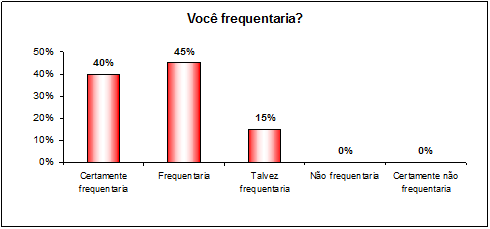 Você frequentaria?
50%
40%
30%
20%
10%
0%
40%
45%
15%
0%
0%
Certamente frequentaria
Frequentaria
Talvez frequentaria
Não frequentaria
Certamente não frequentaria